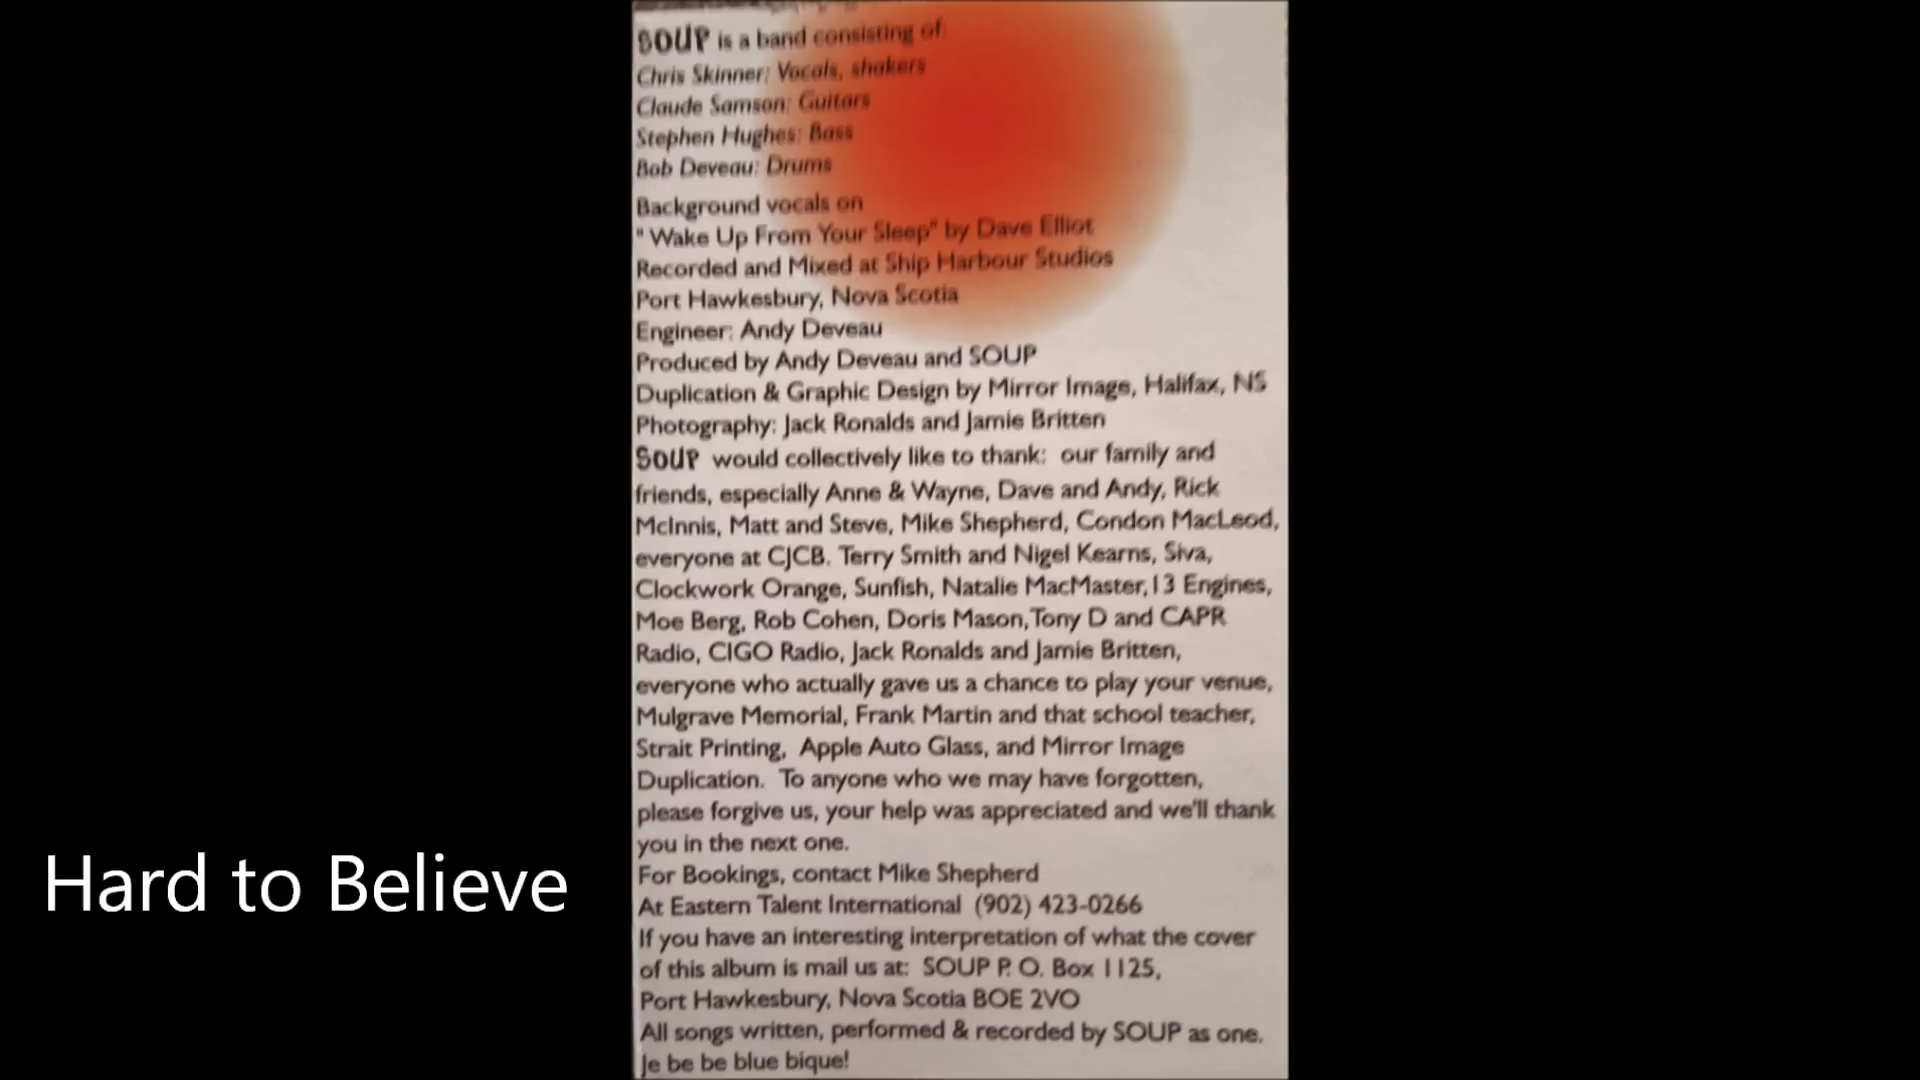 SOUP is a band consisting of:
Chris Skinner: Vocals, shakers
Claude Samson: Guitars
Stephen Hughes: Bass
Bob Deveau: Drums
Background vocals on
" Wake Up From Your Sleep" by Dave Elliot
Recorded and Mixed at Ship Harbour Studios
Port Hawkesbury, Nova Scotia
Engineer: Andy Deveau
Produced by Andy Deveau and SOUP
Duplication & Graphic Design by Mirror Image, Halifax, NS
Photography: Jack Ronalds and Jamie Britten
SOUP would collectively like to thank: our family and
friends, especially Anne & Wayne, Dave and Andy, Rick
McInnis, Matt and Steve, Mike Shepherd, Condon MacLeod,
everyone at CJCB. Terry Smith and Nigel Kearns, Siva,
Clockwork Orange, Sunfish, Natalie MacMaster,13 Engines,
Moe Berg, Rob Cohen, Doris Mason,Tony D and CAPR
Radio, CIGO Radio, Jack Ronalds and Jamie Britten,
everyone who actually gave us a chance to play your venue,
Mulgrave Memorial, Frank Martin and that school teacher,
Strait Printing, Apple Auto Glass, and Mirror Image
Duplication. To anyone who we may have forgotten,
please forgive us, your help was appreciated and we'll thank
you in the next one.
For Bookings, contact Mike Shepherd
At Eastern Talent International (902) 423-0266
If you have an interesting interpretation of what the cover
of this album is mail us at: SOUP P. O. Box 1125,
Port Hawkesbury, Nova Scotia BOE 2VO
All songs written, performed & recorded by SOUP as one.
Je be be blue bique!
Hard to Believe